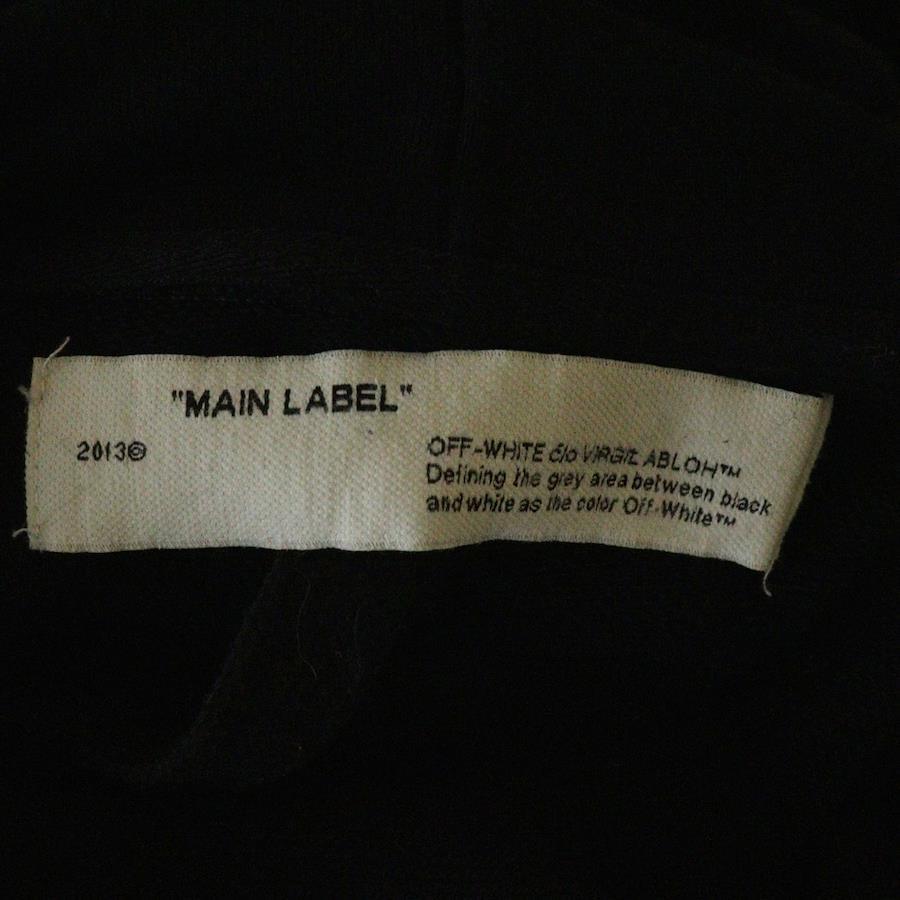 "MAIN LABEL"
2013©
OFF-WHITE c/o VIRGIL ABLOH™
Defining the grey area between black
and white as the color Off-White™